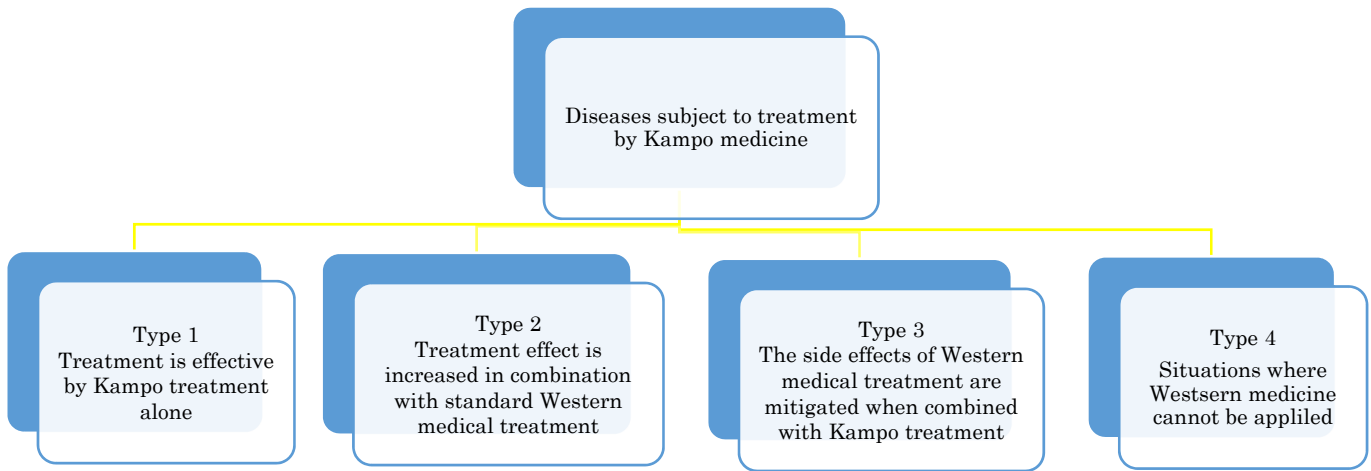 Diseases subject to treatment
by Kampo medicine
Type 1
Treatment is effective
by Kampo treatment
alone
Type 2
Treatment effect is
increased in combination
with standard Western
medical treatment
Type 3
The side effects of Western
medical treatment are
mitigated when combined
with Kampo treatment
Type 4
Situations where
Westsern medicine
cannot be appliled